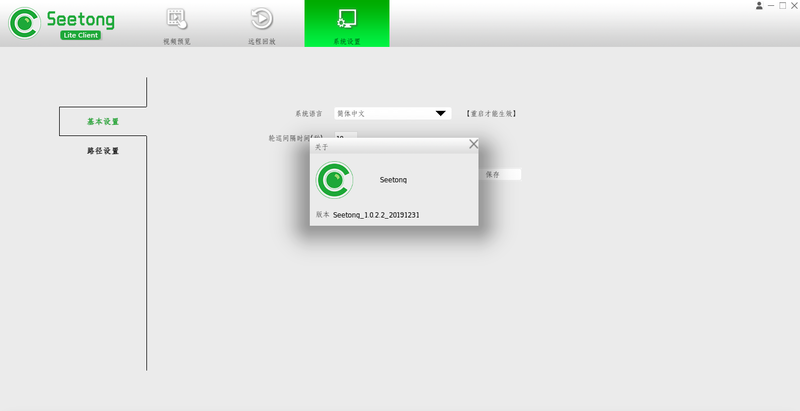 Seetong
Lite Client
视频预览
远程回放
系统设置
基本设置
路径设置
系统语言
简体中文
【重启才能生效】
轮巡间隔时间[秒]
10
保存
关于
Seetong
版本 Seetong_1.0.2.2_20191231